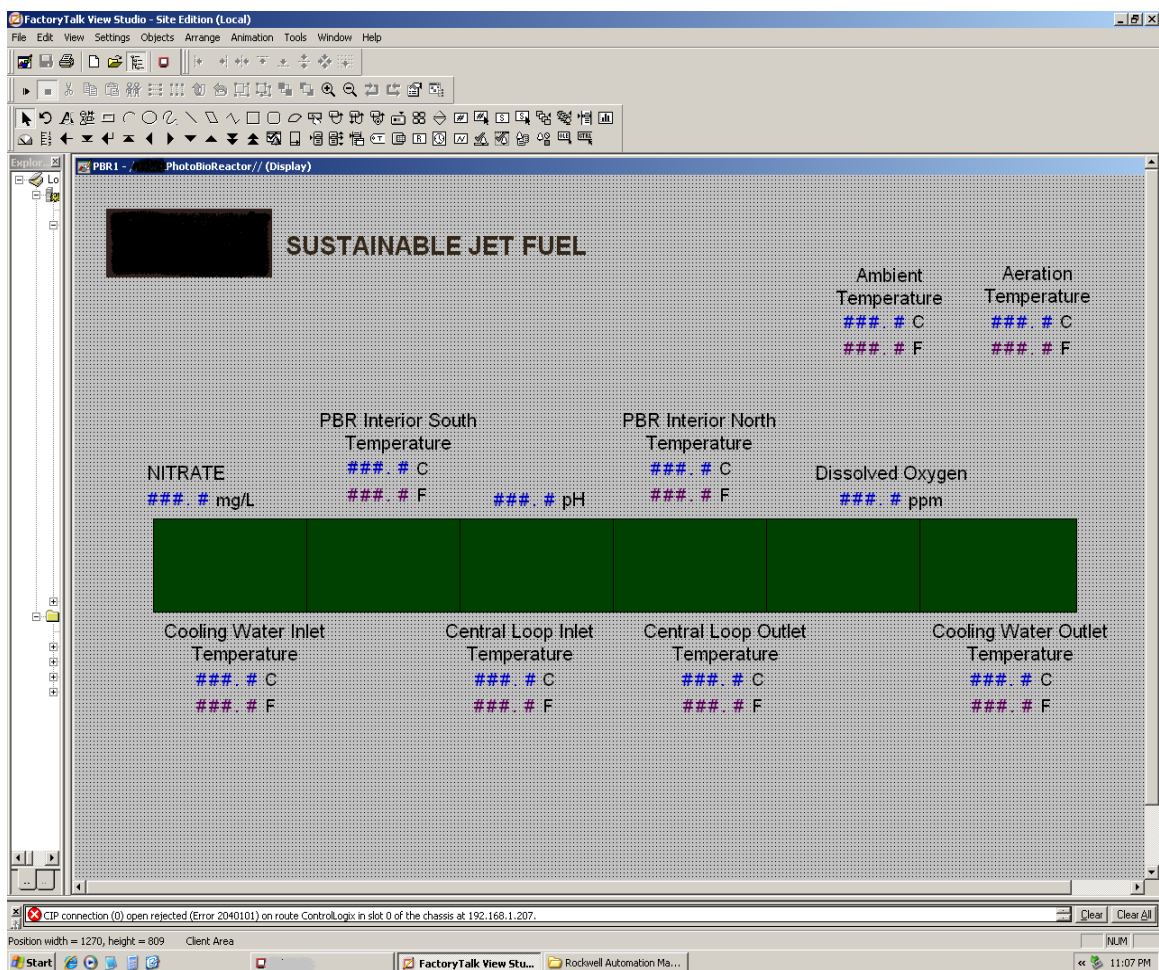 FactoryTalk View Studio - Site Edition (Local)
File Edit View Settings Objects Arrange Animation Tools Window Help
Explor...
Lo
PBR1 - / PhotoBioReactor// (Display)
SUSTAINABLE JET FUEL
Ambient
Temperature
###. # C
###. # F
Aeration
Temperature
###. # C
###. # F
PBR Interior South
Temperature
###. # C
###. # F
PBR Interior North
Temperature
###. # C
###. # F
NITRATE
###. # mg/L
###. # pH
Dissolved Oxygen
###. # ppm
Cooling Water Inlet
Temperature
###. # C
###. # F
Central Loop Inlet
Temperature
###. # C
###. # F
Central Loop Outlet
Temperature
###. # C
###. # F
Cooling Water Outlet
Temperature
###. # C
###. # F
CIP connection (0) open rejected (Error 2040101) on route ControlLogix in slot 0 of the chassis at 192.168.1.207.
Clear Clear All
Position width = 1270, height = 809 Client Area NUM
Start FactoryTalk View Stu... Rockwell Automation Ma... « 11:07 PM